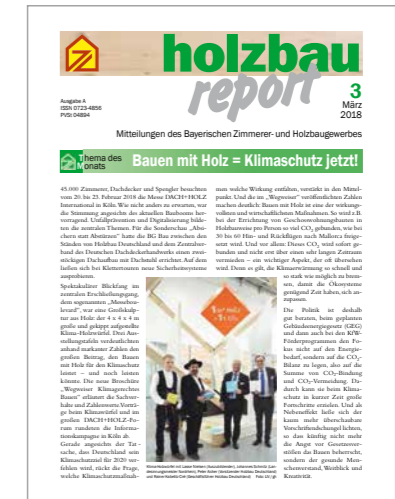 holzbau
report
Ausgabe A
ISSN 0723-4856
PVSt 04894
3
März
2018
Mitteilungen des Bayerischen Zimmerer- und Holzbaugewerbes
Thema des
Monats
Bauen mit Holz = Klimaschutz jetzt!
45.000 Zimmerer, Dachdecker und Spengler besuchten
vom 20. bis 23. Februar 2018 die Messe DACH+HOLZ
International in Köln. Wie nicht anders zu erwarten, war
die Stimmung angesichts des aktuellen Baubooms her-
vorragend. Unfallprävention und Digitalisierung bilde-
ten die zentralen Themen. Für die Sonderschau „Absi-
chern statt Abstürzen“ hatte die BG Bau zwischen den
Ständen von Holzbau Deutschland und dem Zentralver-
band des Deutschen Dachdeckerhandwerks einen zwei-
stöckigen Dachaufbau mit Dachstuhl errichtet. Auf dem
ließen sich bei Klettertouren neue Sicherheitssysteme
ausprobieren.
Spektakulärer Blickfang im
zentralen Erschließungsgang,
dem sogenannten „Messeboule-
vard“, war eine Großskulp-
tur aus Holz: der 4 x 4 x 4 m
große und gekippt aufgestellte
Klima-Holzwürfel. Drei Aus-
stellungstafeln verdeutlichten
anhand markanter Zahlen den
großen Beitrag, den Bauen
mit Holz für den Klimaschutz
leistet – und noch leisten
könnte. Die neue Broschüre
„Wegweiser Klimagerechtes
Bauen“ erläutert die Sachver-
halte und Zahlenwerte. Vorträ-
ge beim Klimawürfel und im
großen DACH+HOLZ-Fo-
rum rundeten die Informa-
tionskampagne in Köln ab.
Gerade angesichts der Tat-
sache, dass Deutschland sein
Klimaschutzziel für 2020 ver-
fehlen wird, rückt die Frage,
welche Klimaschutzmaßnah-
men welche Wirkung entfalten, verstärkt in den Mittel-
punkt. Und die im „Wegweiser“ veröffentlichten Zahlen
machen deutlich: Bauen mit Holz ist eine der wirkungs-
vollsten und wirtschaftlichsten Maßnahmen. So wird z.B.
bei der Errichtung von Geschosswohnungsbauten in
Holzbauweise pro Person so viel CO2 gebunden, wie bei
30 bis 60 Hin- und Rückflügen nach Mallorca freige-
setzt wird. Und vor allem: Dieses CO2 wird sofort ge-
bunden und nicht erst über einen sehr langen Zeitraum
vermieden – ein wichtiger Aspekt, der oft übersehen
wird. Denn es gilt, die Klimaerwärmung so schnell und
so stark wie möglich zu brem-
sen, damit die Ökosysteme
genügend Zeit haben, sich an-
zupassen.
Die Politik ist deshalb
gut beraten, beim geplanten
Gebäudeenergiegesetz (GEG)
und dann auch bei den KfW-
Förderprogrammen den Fo-
kus nicht auf den Energie-
bedarf, sondern auf die CO2-
Bilanz zu legen, also auf die
Summe von CO2-Bindung
und CO2-Vermeidung. Da-
durch kann sie beim Klima-
schutz in kurzer Zeit große
Fortschritte erzielen. Und als
Nebeneffekt ließe sich der
kaum mehr überschaubare
Vorschriftendschungel lichten,
so dass künftig nicht mehr
die Angst vor Gesetzesver-
stößen das Bauen beherrscht,
sondern der gesunde Men-
schenverstand, Weitblick und
Kreativität.